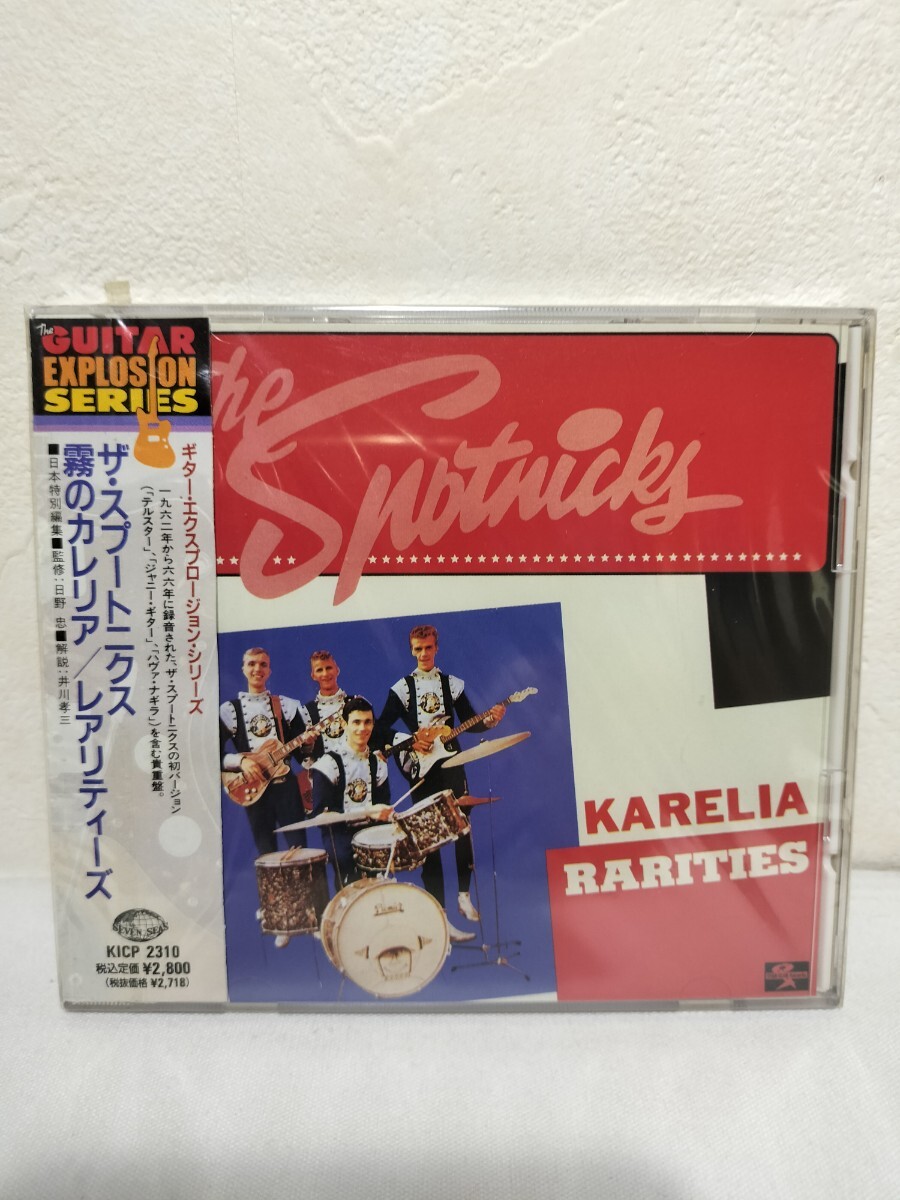 The
GUITAR
EXPLOSION
SERIES
ギター・エクスプロージョン・シリーズ
一九六二年から六六年に録音された、ザ・スプートニクスの初バージョン
(「テルスター」、「ジャニー・ギター」、「ハヴァ・ナギラ」)を含む貴重盤。
ザ・スプートニクス
霧のカレリア/レアリティーズ
■日本特別編集■監修:日野 忠■解説:井川孝三
SEVEN SEAS
KICP 2310
税込定価¥2,800
(税抜価格¥2,718)
the
Spotnicks
KARELIA
RARITIES